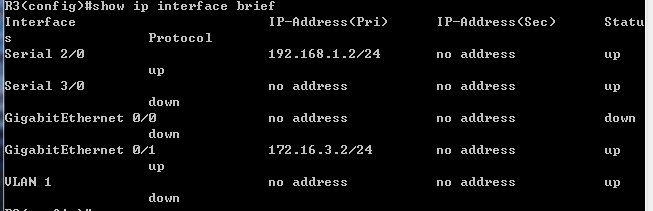 R3(config)#show ip interface brief
Interface IP-Address(Pri) IP-Address(Sec) Statu
s Protocol
Serial 2/0 192.168.1.2/24 no address up
up
Serial 3/0 no address no address up
down
GigabitEthernet 0/0 no address no address down
down
GigabitEthernet 0/1 172.16.3.2/24 no address up
up
VLAN 1 no address no address up
down